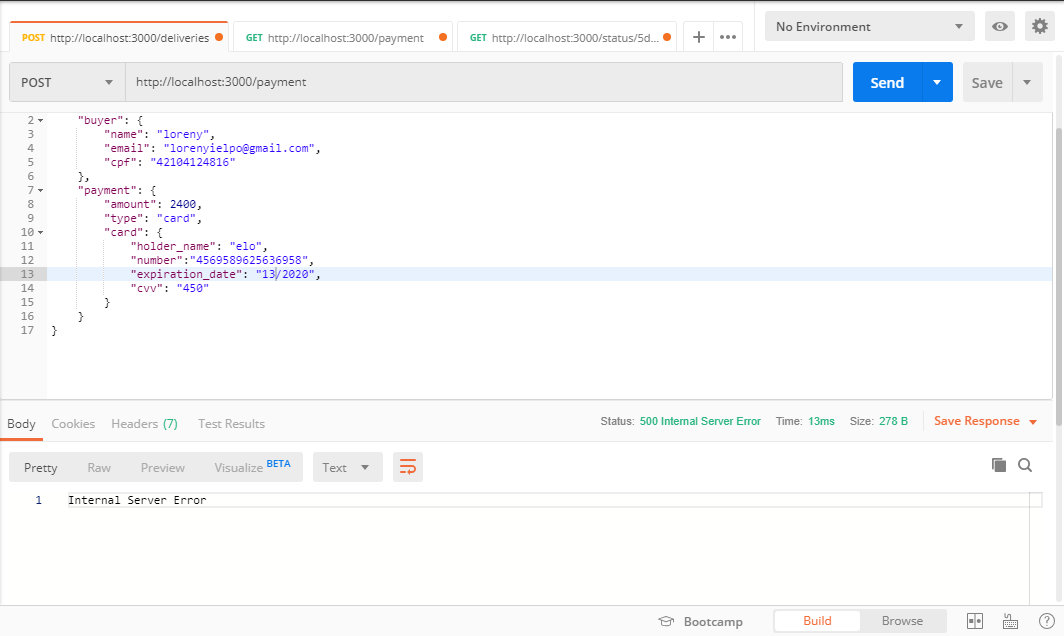 POST http://localhost:3000/deliveries GET http://localhost:3000/payment GET http://localhost:3000/status/5d... + ••• No Environment
POST http://localhost:3000/payment Send Save
2 "buyer": {
3 "name": "loreny",
4 "email": "lorenyielpo@gmail.com",
5 "cpf": "42104124816"
6 },
7 "payment": {
8 "amount": 2400,
9 "type": "card",
10 "card": {
11 "holder_name": "elo",
12 "number":"4569589625636958",
13 "expiration_date": "13/2020",
14 "cvv": "450"
15 }
16 }
17 }
Body Cookies Headers (7) Test Results Status: 500 Internal Server Error Time: 13ms Size: 278 B Save Response
Pretty Raw Preview Visualize BETA Text
1 Internal Server Error
Bootcamp Build Browse ?